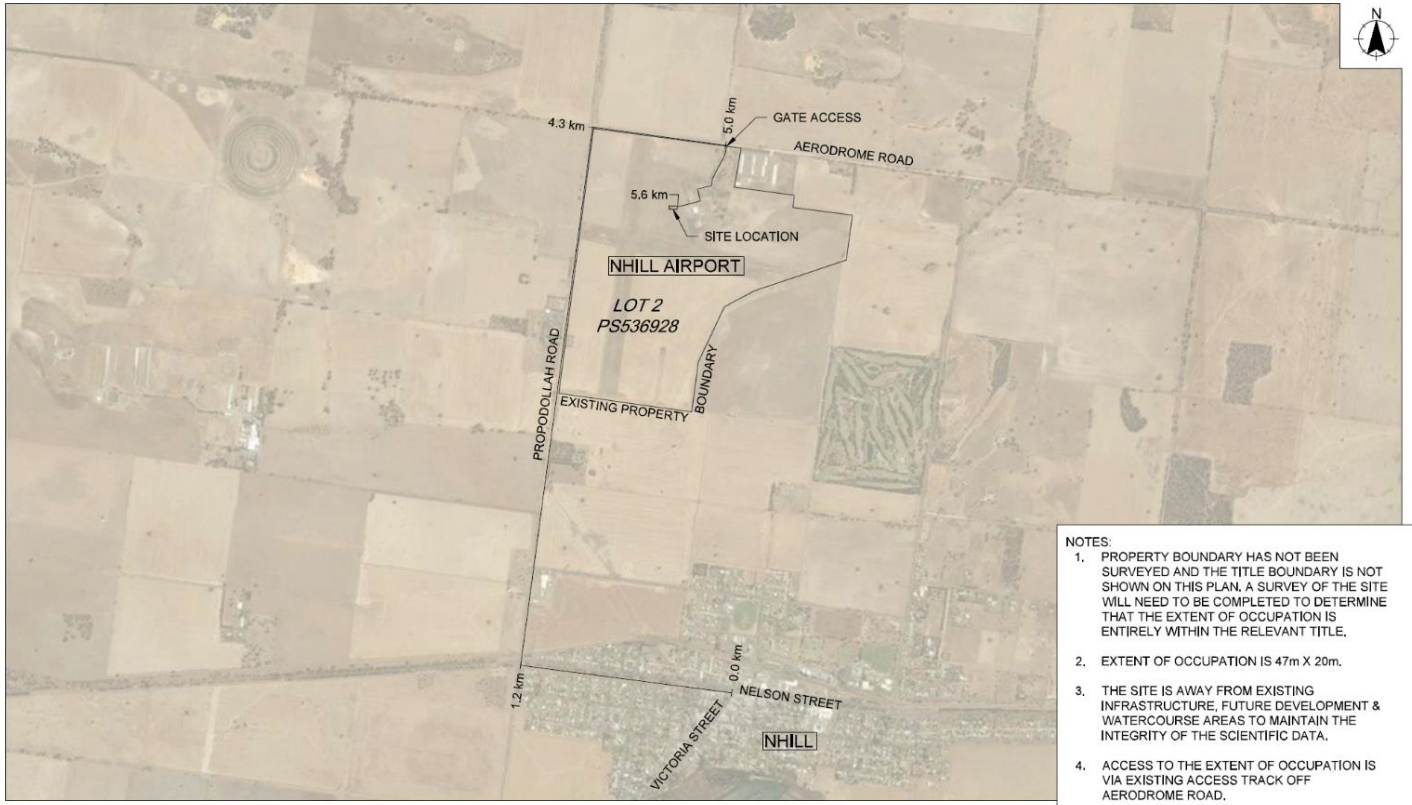 N
4.3 km
5.0 km
GATE ACCESS
AERODROME ROAD
5.6 km
SITE LOCATION
NHILL AIRPORT
LOT 2
PS536928
PROPODOLLAH ROAD
EXISTING PROPERTY
BOUNDARY
1.2 km
0.0 km
NELSON STREET
VICTORIA STREET
NHILL
NOTES:
1. PROPERTY BOUNDARY HAS NOT BEEN
SURVEYED AND THE TITLE BOUNDARY IS NOT
SHOWN ON THIS PLAN. A SURVEY OF THE SITE
WILL NEED TO BE COMPLETED TO DETERMINE
THAT THE EXTENT OF OCCUPATION IS
ENTIRELY WITHIN THE RELEVANT TITLE.
2. EXTENT OF OCCUPATION IS 47m X 20m.
3. THE SITE IS AWAY FROM EXISTING
INFRASTRUCTURE, FUTURE DEVELOPMENT &
WATERCOURSE AREAS TO MAINTAIN THE
INTEGRITY OF THE SCIENTIFIC DATA.
4. ACCESS TO THE EXTENT OF OCCUPATION IS
VIA EXISTING ACCESS TRACK OFF
AERODROME ROAD.